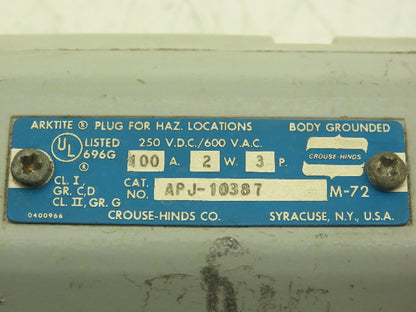 ARKTITE ® PLUG FOR HAZ. LOCATIONS BODY GROUNDED
UL ® LISTED 696G 250 V.D.C./600 V.A.C.
100 A. 2 W. 3 P. CROUSE-HINDS
CL. I, GR. C,D CL. II, GR. G
CAT. NO. APJ-10387 M-72
0400966 CROUSE-HINDS CO. SYRACUSE, N.Y., U.S.A.